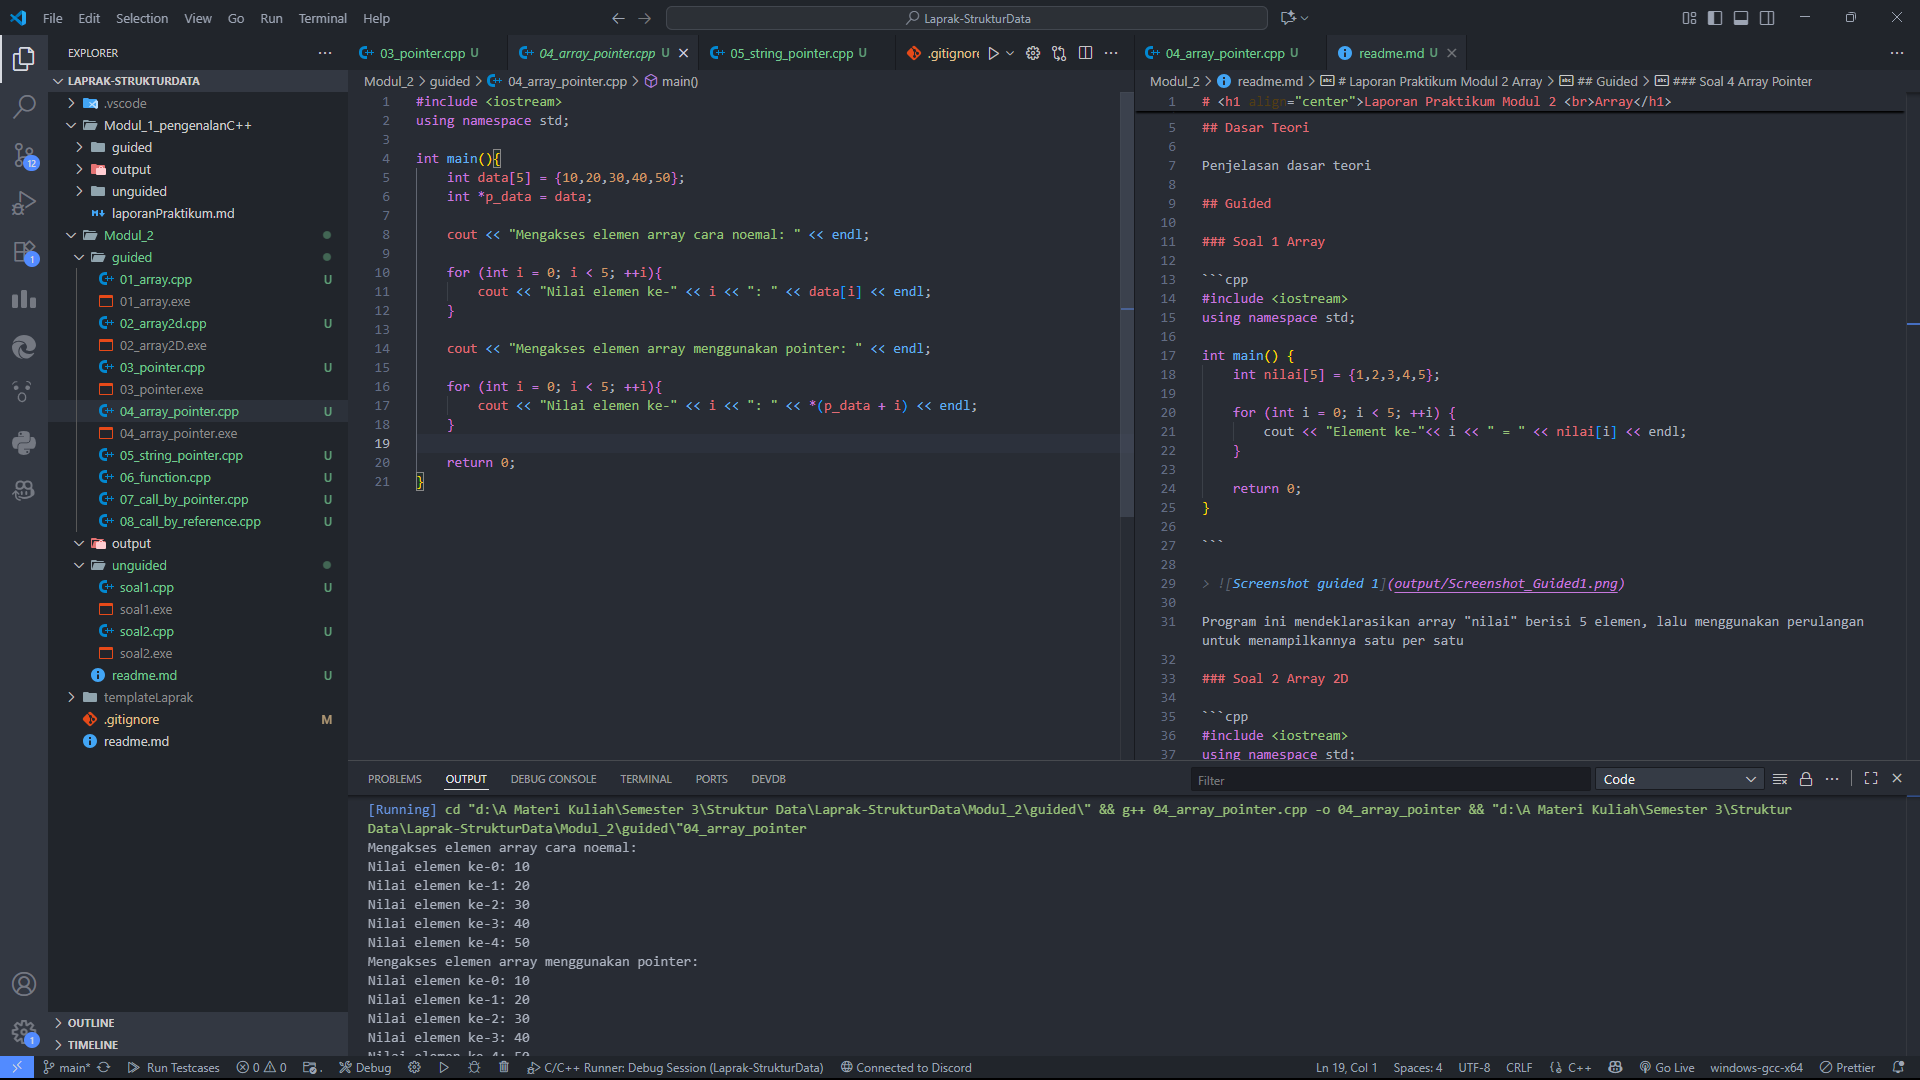 File Edit Selection View Go Run Terminal Help
Laprak-StrukturData
EXPLORER
LAPRAK-STRUKTURDATA
.vscode
Modul_1_pengenalanC++
guided
output
unguided
laporanPraktikum.md
Modul_2
guided
01_array.cpp U
01_array.exe
02_array2d.cpp U
02_array2D.exe
03_pointer.cpp U
03_pointer.exe
04_array_pointer.cpp U
04_array_pointer.exe
05_string_pointer.cpp U
06_function.cpp U
07_call_by_pointer.cpp U
08_call_by_reference.cpp U
output
unguided
soal1.cpp U
soal1.exe
soal2.cpp U
soal2.exe
readme.md U
templateLaprak
.gitignore M
readme.md
OUTLINE
TIMELINE
12
1
1
03_pointer.cpp U 04_array_pointer.cpp U 05_string_pointer.cpp U .gitignore
Modul_2 > guided > 04_array_pointer.cpp > main()
1 #include <iostream>
2 using namespace std;
3
4 int main(){
5 int data[5] = {10,20,30,40,50};
6 int *p_data = data;
7
8 cout << "Mengakses elemen array cara noemal: " << endl;
9
10 for (int i = 0; i < 5; ++i){
11 cout << "Nilai elemen ke-" << i << ": " << data[i] << endl;
12 }
13
14 cout << "Mengakses elemen array menggunakan pointer: " << endl;
15
16 for (int i = 0; i < 5; ++i){
17 cout << "Nilai elemen ke-" << i << ": " << *(p_data + i) << endl;
18 }
19
20 return 0;
21 }
04_array_pointer.cpp U readme.md U
Modul_2 > readme.md > # Laporan Praktikum Modul 2 Array > ## Guided > ### Soal 4 Array Pointer
1 # <h1 align="center">Laporan Praktikum Modul 2 <br>Array</h1>
5 ## Dasar Teori
6
7 Penjelasan dasar teori
8
9 ## Guided
10
11 ### Soal 1 Array
12
13 ```cpp
14 #include <iostream>
15 using namespace std;
16
17 int main() {
18 int nilai[5] = {1,2,3,4,5};
19
20 for (int i = 0; i < 5; ++i) {
21 cout << "Element ke-"<< i << " = " << nilai[i] << endl;
22 }
23
24 return 0;
25 }
26
27 ```
28
29 > ![Screenshot guided 1](output/Screenshot_Guided1.png)
30
31 Program ini mendeklarasikan array "nilai" berisi 5 elemen, lalu menggunakan perulangan
untuk menampilkannya satu per satu
32
33 ### Soal 2 Array 2D
34
35 ```cpp
36 #include <iostream>
37 using namespace std;
PROBLEMS OUTPUT DEBUG CONSOLE TERMINAL PORTS DEVDB
Filter
Code
[Running] cd "d:\A Materi Kuliah\Semester 3\Struktur Data\Laprak-StrukturData\Modul_2\guided\" && g++ 04_array_pointer.cpp -o 04_array_pointer && "d:\A Materi Kuliah\Semester 3\Struktur
Data\Laprak-StrukturData\Modul_2\guided\"04_array_pointer
Mengakses elemen array cara noemal:
Nilai elemen ke-0: 10
Nilai elemen ke-1: 20
Nilai elemen ke-2: 30
Nilai elemen ke-3: 40
Nilai elemen ke-4: 50
Mengakses elemen array menggunakan pointer:
Nilai elemen ke-0: 10
Nilai elemen ke-1: 20
Nilai elemen ke-2: 30
Nilai elemen ke-3: 40
Nilai elemen ke-4: 50
main* Run Testcases 0 0 Debug C/C++ Runner: Debug Session (Laprak-StrukturData) Connected to Discord
Ln 19, Col 1 Spaces: 4 UTF-8 CRLF {} C++ Go Live windows-gcc-x64 Prettier